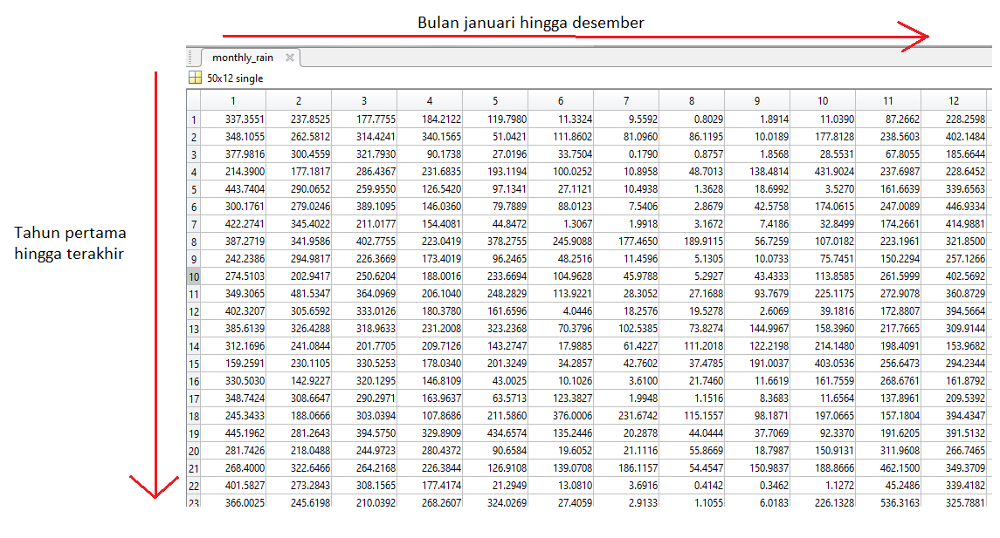 Bulan januari hingga desember
monthly_rain
50x12 single
1 2 3 4 5 6 7 8 9 10 11 12
1 337.3551 237.8525 177.7755 184.2122 119.7980 11.3324 9.5592 0.8029 1.8914 11.0390 87.2662 228.2598
2 348.1055 262.5812 314.4241 340.1565 51.0421 111.8602 81.0960 86.1195 10.0189 177.8128 238.5603 402.1484
3 377.9816 300.4559 321.7930 90.1738 27.0196 33.7504 0.1790 0.8757 1.8568 28.5531 67.8055 185.6644
4 214.3900 177.1817 286.4367 231.6835 193.1194 100.0252 10.8958 48.7013 138.4814 431.9024 237.6987 228.6452
5 443.7404 290.0652 259.9550 126.5420 97.1341 27.1121 10.4938 1.3628 18.6992 3.5270 161.6639 339.6563
6 300.1761 279.0246 389.1095 146.0360 79.7889 88.0123 7.5406 2.8679 42.5758 174.0615 247.0089 446.9334
7 422.2741 345.4022 211.0177 154.4081 44.8472 1.3067 1.9918 3.1672 7.4186 32.8499 174.2661 414.9881
8 387.2719 341.9586 402.7755 223.0419 378.2755 245.9088 177.4650 189.9115 56.7259 107.0182 223.1961 321.8500
9 242.2386 294.9817 226.3669 173.4019 96.2465 48.2516 11.4596 5.1305 10.0733 75.7451 150.2294 257.1266
10 274.5103 202.9417 250.6204 188.0016 233.6694 104.9628 45.9788 5.2927 43.4333 113.8585 261.5999 402.5692
11 349.3065 481.5347 364.0969 206.1040 248.2829 113.9221 28.3052 27.1688 93.7679 225.1175 272.9078 360.8729
12 402.3207 305.6592 333.0126 180.3780 161.6596 4.0446 18.2576 19.5278 2.6069 39.1816 172.8807 394.5664
13 385.6139 326.4288 318.9633 231.2008 323.2368 70.3796 102.5385 73.8274 144.9967 158.3960 217.7665 309.9144
14 312.1696 241.0844 201.7705 209.7126 143.2747 17.9885 61.4227 111.2018 122.2198 214.1480 198.4091 153.9682
15 159.2591 230.1105 330.5253 178.0340 201.3249 34.2857 42.7602 37.4785 191.0037 403.0536 256.6473 294.2344
16 330.5030 142.9227 320.1295 146.8109 43.0025 10.1026 3.6100 21.7460 11.6619 161.7559 268.6761 161.8792
17 348.7424 308.6647 290.2971 163.9637 63.5713 123.3827 1.9948 1.1516 8.3683 11.6564 137.8961 209.5392
18 245.3433 188.0666 303.0394 107.8686 211.5860 376.0006 231.6742 115.1557 98.1871 197.0665 157.1804 394.4347
19 445.1962 281.2643 394.5750 329.8909 434.6574 135.2446 20.2878 44.0444 37.7069 92.3370 191.6205 391.5132
20 281.7426 218.0488 244.9723 280.4372 90.6584 19.6052 21.1116 55.8669 18.7987 150.9131 311.9608 266.7465
21 268.4000 322.6466 264.2168 226.3844 126.9108 139.0708 186.1157 54.4547 150.9837 188.8666 462.1500 349.3709
22 401.5827 273.2843 308.1565 177.4174 21.2949 13.0810 3.6916 0.4142 0.3462 1.1272 45.2486 339.4182
23 366.0025 245.6198 210.0392 268.2607 324.0269 27.4059 2.9133 1.1055 6.0183 226.1328 536.3163 325.7881
Tahun pertama
hingga terakhir